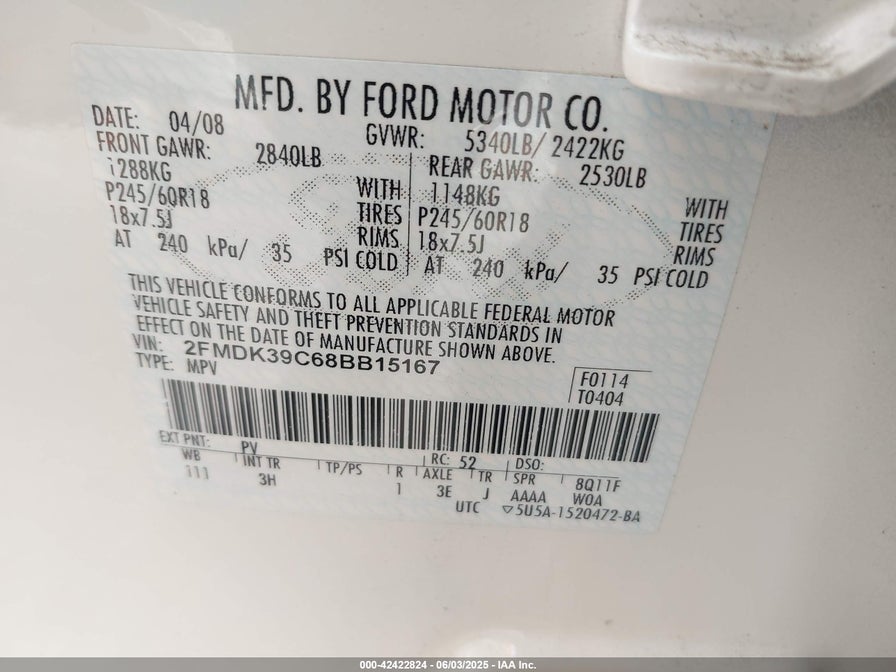 MFD. BY FORD MOTOR CO.
DATE: 04/08 GVWR: 5340LB/ 2422KG
FRONT GAWR: 2840LB REAR GAWR: 2530LB
1288KG WITH 1148KG WITH
P245/60R18 TIRES P245/60R18 TIRES
18x7.5J RIMS 18x7.5J RIMS
AT 240 kPa/ 35 PSI COLD AT 240 kPa/ 35 PSI COLD
THIS VEHICLE CONFORMS TO ALL APPLICABLE FEDERAL MOTOR
VEHICLE SAFETY AND THEFT PREVENTION STANDARDS IN
EFFECT ON THE DATE OF MANUFACTURE SHOWN ABOVE.
VIN: 2FMDK39C68BB15167
TYPE: MPV
F0114
T0404
EXT PNT: PV RC: 52 DSO:
WB INT TR TP/PS R AXLE TR SPR 8Q11F
111 3H 1 3E J AAAA W0A
UTC ▽5U5A-1520472-BA
000-42422824 - 06/03/2025 - IAA Inc.